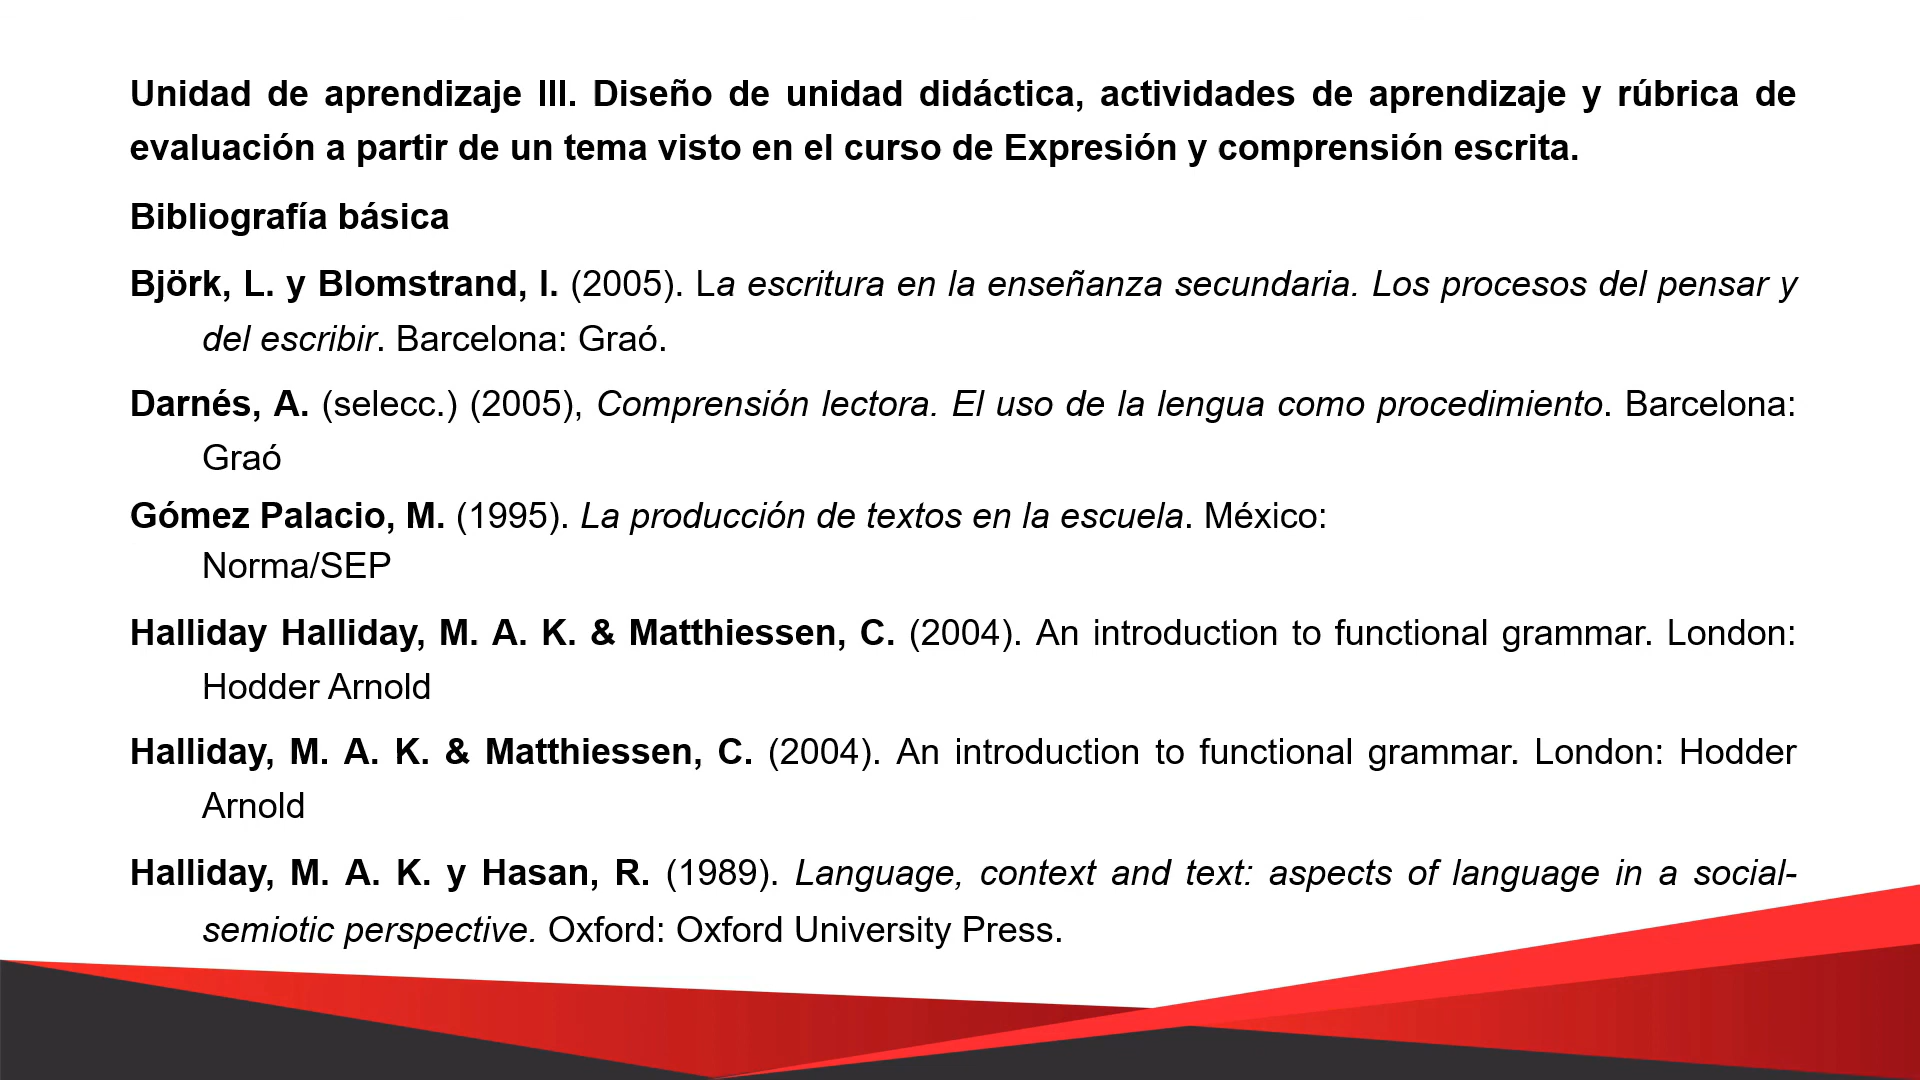 Unidad de aprendizaje III. Diseño de unidad didáctica, actividades de aprendizaje y rúbrica de
evaluación a partir de un tema visto en el curso de Expresión y comprensión escrita.
Bibliografía básica
Björk, L. y Blomstrand, I. (2005). La escritura en la enseñanza secundaria. Los procesos del pensar y
del escribir. Barcelona: Graó.
Darnés, A. (selecc.) (2005), Comprensión lectora. El uso de la lengua como procedimiento. Barcelona:
Graó
Gómez Palacio, M. (1995). La producción de textos en la escuela. México:
Norma/SEP
Halliday Halliday, M. A. K. & Matthiessen, C. (2004). An introduction to functional grammar. London:
Hodder Arnold
Halliday, M. A. K. & Matthiessen, C. (2004). An introduction to functional grammar. London: Hodder
Arnold
Halliday, M. A. K. y Hasan, R. (1989). Language, context and text: aspects of language in a social-
semiotic perspective. Oxford: Oxford University Press.